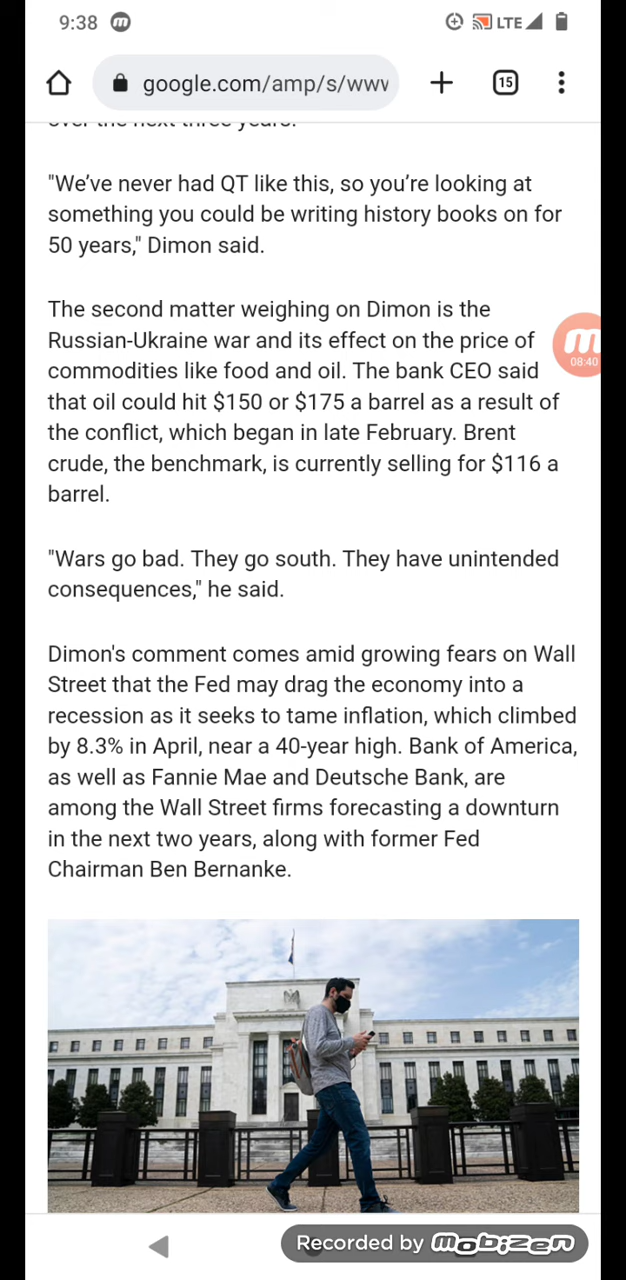 9:38
LTE
google.com/amp/s/www
15
over the next three years.
"We’ve never had QT like this, so you’re looking at
something you could be writing history books on for
50 years," Dimon said.
The second matter weighing on Dimon is the
Russian-Ukraine war and its effect on the price of
commodities like food and oil. The bank CEO said
that oil could hit $150 or $175 a barrel as a result of
the conflict, which began in late February. Brent
crude, the benchmark, is currently selling for $116 a
barrel.
08:40
"Wars go bad. They go south. They have unintended
consequences," he said.
Dimon's comment comes amid growing fears on Wall
Street that the Fed may drag the economy into a
recession as it seeks to tame inflation, which climbed
by 8.3% in April, near a 40-year high. Bank of America,
as well as Fannie Mae and Deutsche Bank, are
among the Wall Street firms forecasting a downturn
in the next two years, along with former Fed
Chairman Ben Bernanke.
Recorded by mobizen